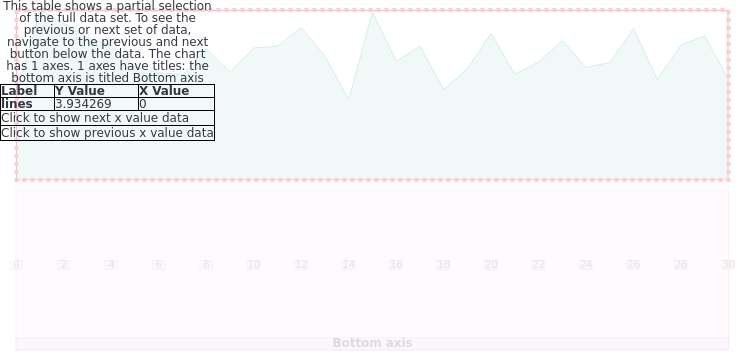 This table shows a partial selection
of the full data set. To see the
previous or next set of data,
navigate to the previous and next
button below the data. The chart
has 1 axes. 1 axes have titles: the
bottom axis is titled Bottom axis
Label Y Value X Value
lines 3.934269 0
Click to show next x value data
Click to show previous x value data
0 2 4 6 8 10 12 14 16 18 20 22 24 26 28 30
Bottom axis